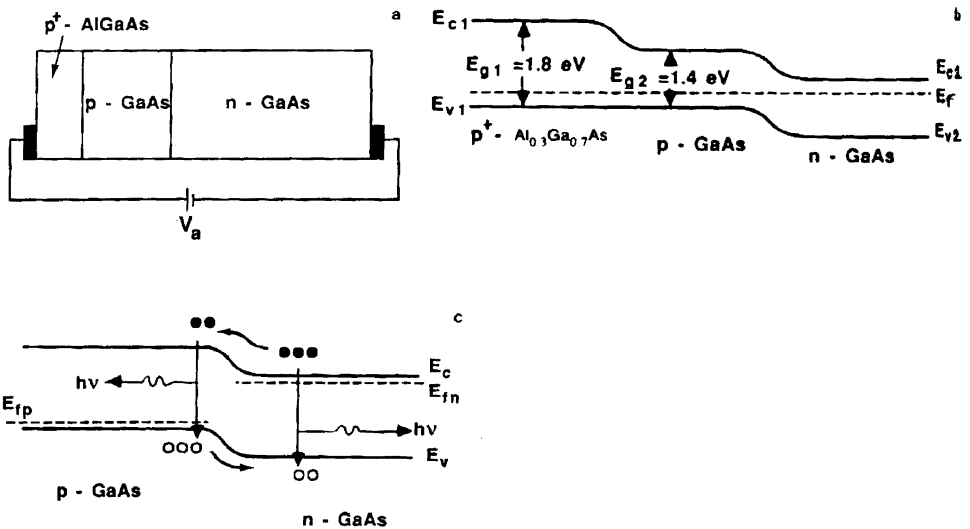 a
p+ - AlGaAs
p - GaAs
n - GaAs
Va
b
Ec1
Eg1 = 1.8 eV
Eg2 = 1.4 eV
Ec2
Ef
Ev1
Ev2
p+ - Al0 3Ga0 7As
p - GaAs
n - GaAs
c
hν
Ec
Efn
Efp
hν
Ev
p - GaAs
n - GaAs